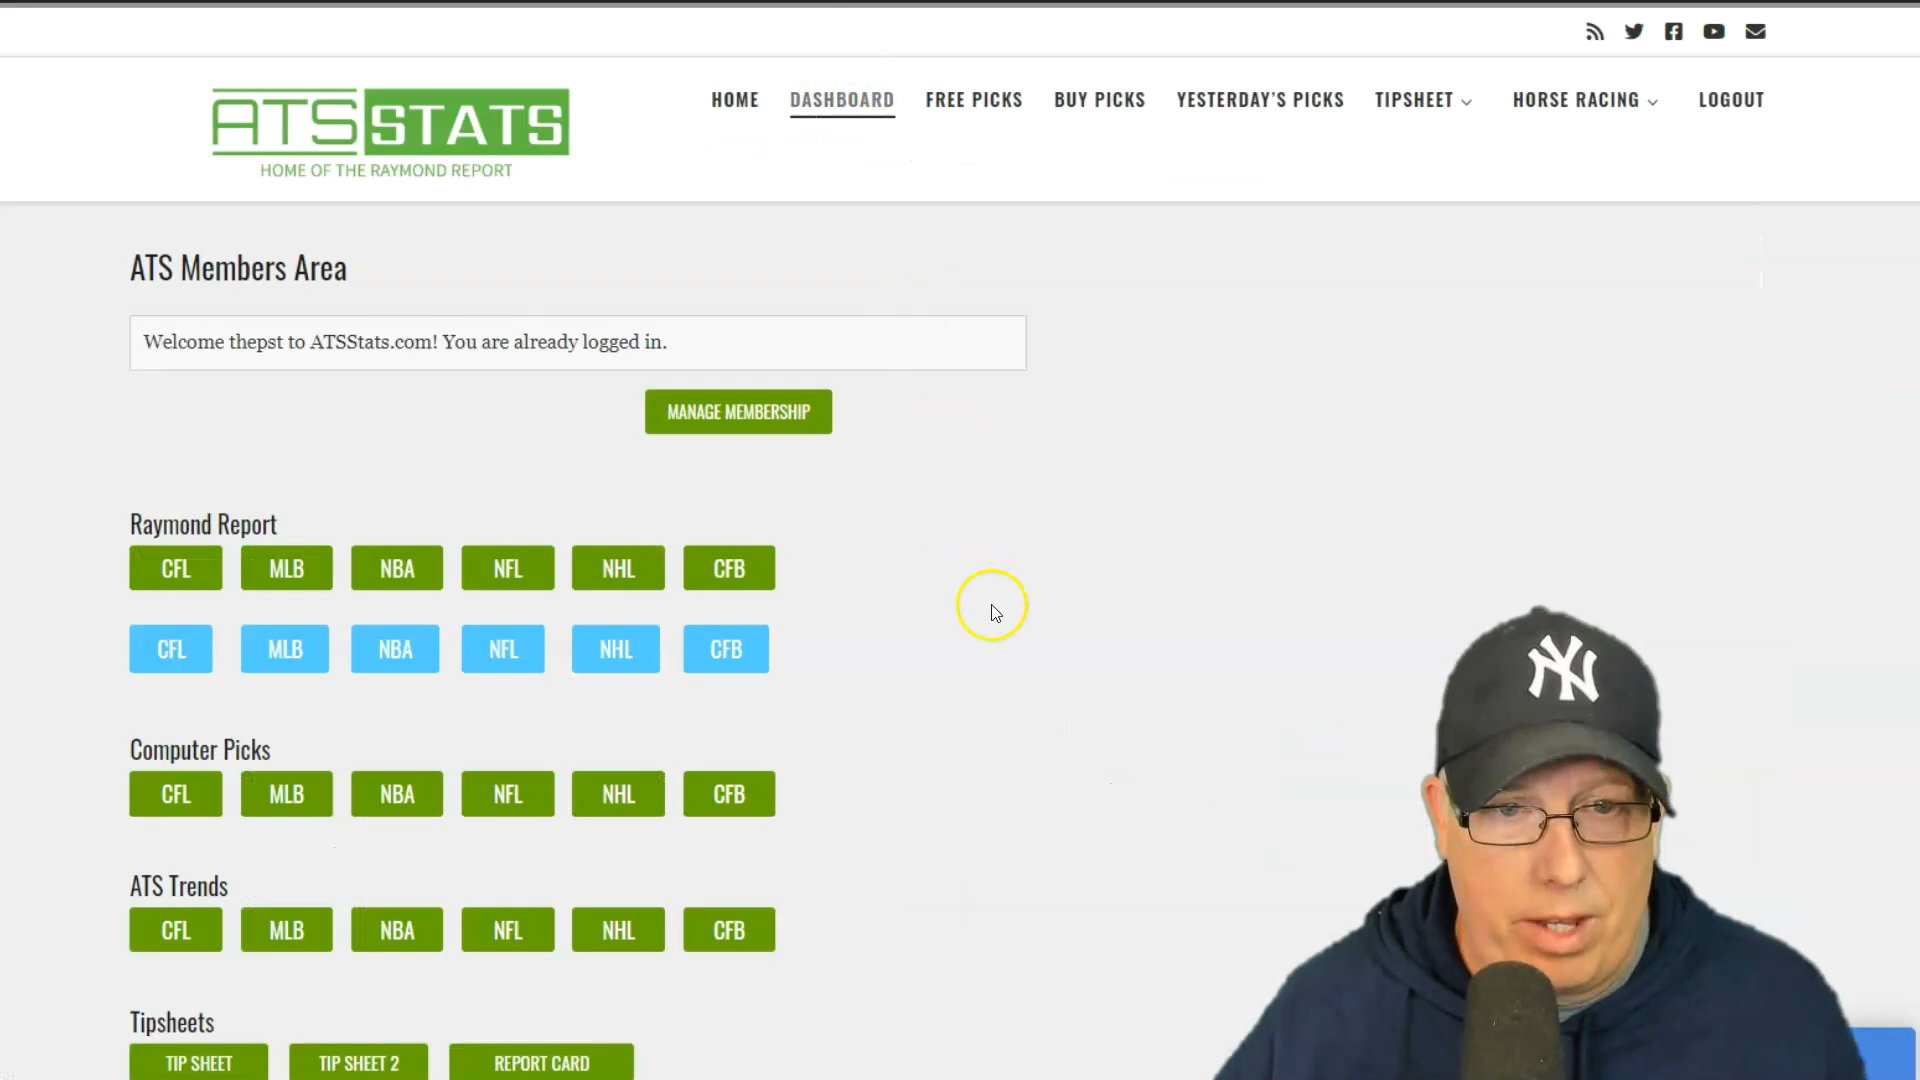 HOME DASHBOARD FREE PICKS BUY PICKS YESTERDAY'S PICKS TIPSHEET HORSE RACING LOGOUT
ATS STATS
HOME OF THE RAYMOND REPORT
ATS Members Area
Welcome thepst to ATSStats.com! You are already logged in.
MANAGE MEMBERSHIP
Raymond Report
CFL MLB NBA NFL NHL CFB
CFL MLB NBA NFL NHL CFB
Computer Picks
CFL MLB NBA NFL NHL CFB
ATS Trends
CFL MLB NBA NFL NHL CFB
Tipsheets
TIP SHEET TIP SHEET 2 REPORT CARD
NY